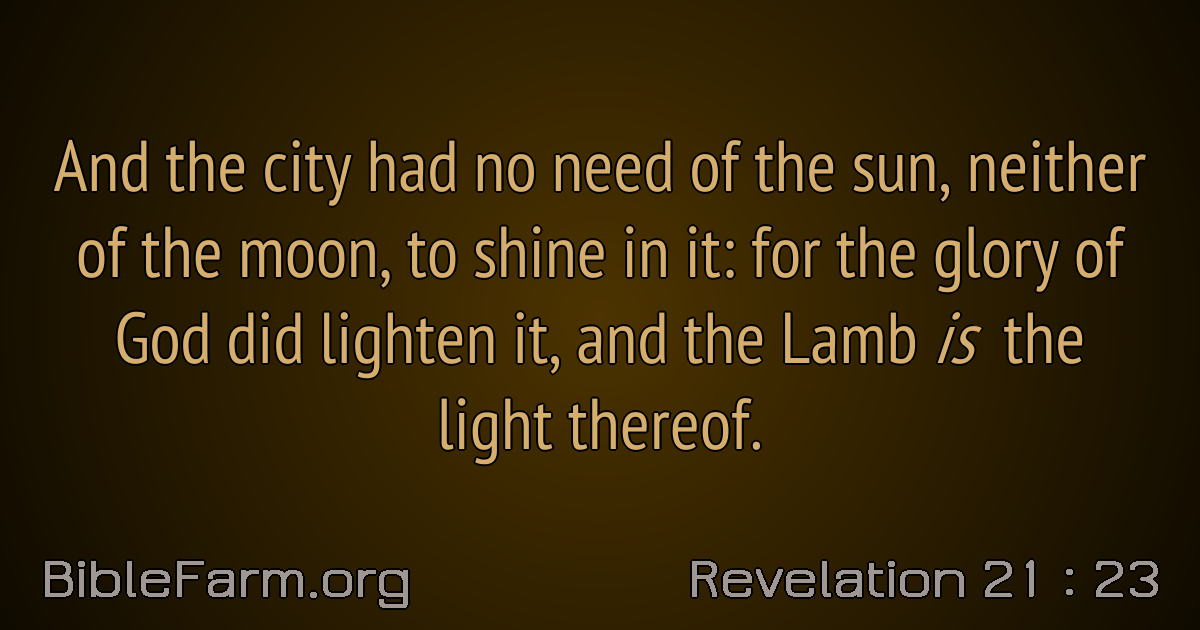 And the city had no need of the sun, neither
of the moon, to shine in it: for the glory of
God did lighten it, and the Lamb is the
light thereof.
BibleFarm.org
Revelation 21 : 23